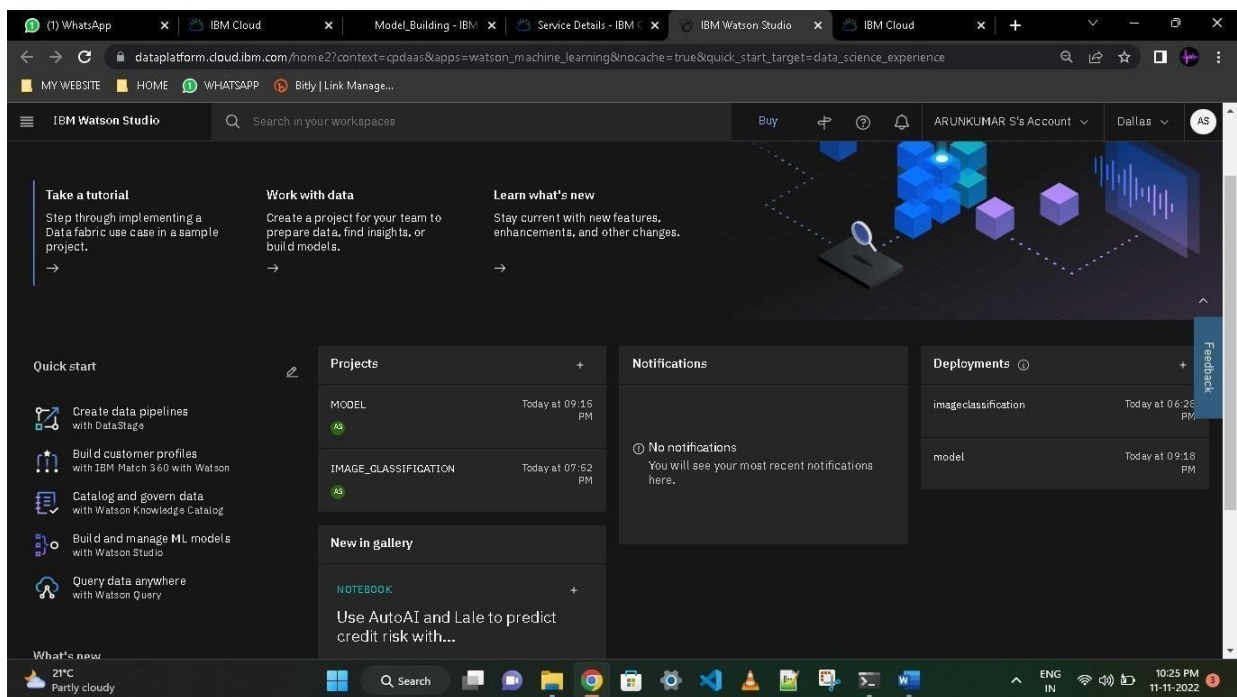 (1) WhatsApp
IBM Cloud
Model_Building - IBM
Service Details - IBM C
IBM Watson Studio
IBM Cloud
dataplatform.cloud.ibm.com/home2?context=cpdaas&apps=watson_machine_learning&nocache=true&quick_start_target=data_science_experience
MY WEBSITE
HOME
WHATSAPP
Bitly | Link Manage...
IBM Watson Studio
Search in your workspaces
Buy
ARUNKUMAR S's Account
Dallas
AS
Take a tutorial
Step through implementing a
Data fabric use case in a sample
project.
Work with data
Create a project for your team to
prepare data, find insights, or
build models.
Learn what's new
Stay current with new features,
enhancements, and other changes.
Feedback
Quick start
Create data pipelines
with DataStage
Build customer profiles
with IBM Match 360 with Watson
Catalog and govern data
with Watson Knowledge Catalog
Build and manage ML models
with Watson Studio
Query data anywhere
with Watson Query
What's new
Projects
MODEL
Today at 09:15
PM
AS
IMAGE_CLASSIFICATION
Today at 07:52
PM
AS
New in gallery
NOTEBOOK
Use AutoAI and Lale to predict
credit risk with...
Notifications
No notifications
You will see your most recent notifications
here.
Deployments
imageclassification
Today at 06:28
PM
model
Today at 09:18
PM
21°C
Partly cloudy
Search
ENG
IN
10:25 PM
11-11-2022
3